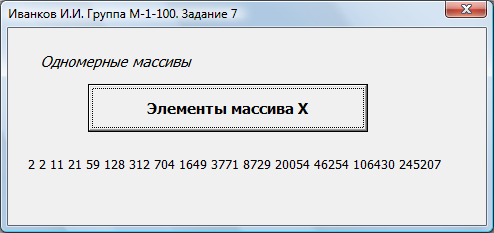 Иванков И.И. Группа М-1-100. Задание 7
Одномерные массивы
Элементы массива X
2 2 11 21 59 128 312 704 1649 3771 8729 20054 46254 106430 245207